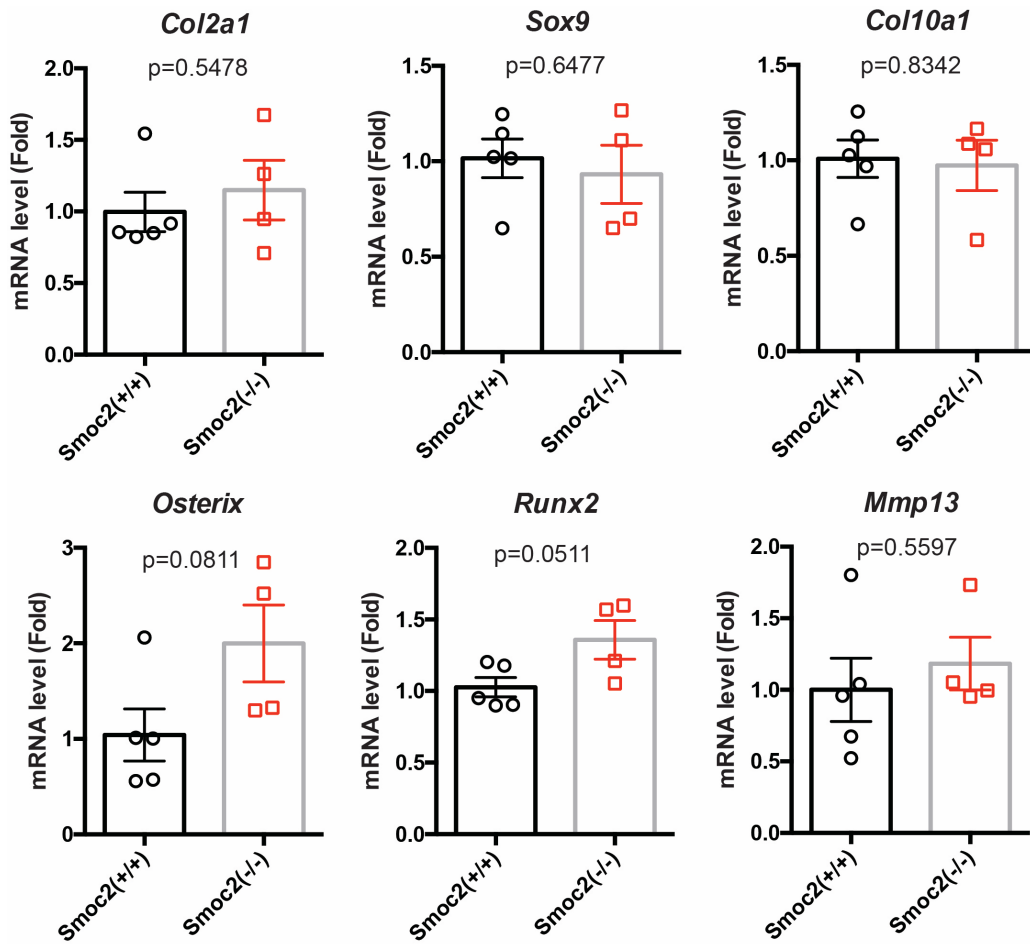 Col2a1
p=0.5478
mRNA level (Fold)
2.0
1.5
1.0
0.5
0.0
Smoc2(+/+)
Smoc2(-/-)
Sox9
p=0.6477
mRNA level (Fold)
1.5
1.0
0.5
0.0
Smoc2(+/+)
Smoc2(-/-)
Col10a1
p=0.8342
mRNA level (Fold)
1.5
1.0
0.5
0.0
Smoc2(+/+)
Smoc2(-/-)
Osterix
p=0.0811
mRNA level (Fold)
3
2
1
0
Smoc2(+/+)
Smoc2(-/-)
Runx2
p=0.0511
mRNA level (Fold)
2.0
1.5
1.0
0.5
0.0
Smoc2(+/+)
Smoc2(-/-)
Mmp13
p=0.5597
mRNA level (Fold)
2.0
1.5
1.0
0.5
0.0
Smoc2(+/+)
Smoc2(-/-)